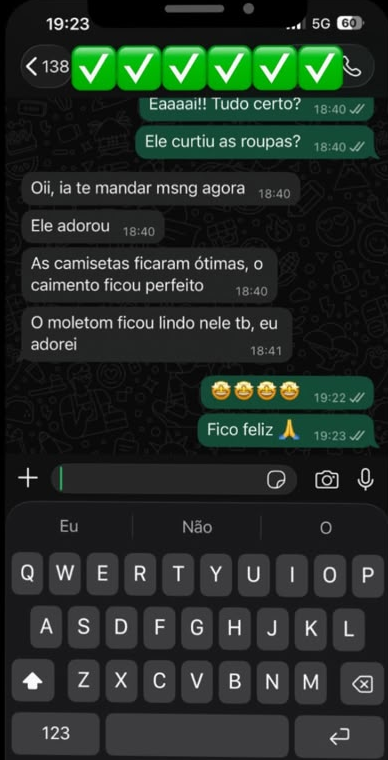 19:23
5G
60
138
Eaaaai!! Tudo certo?
18:40
Ele curtiu as roupas?
18:40
Oii, ia te mandar msng agora
18:40
Ele adorou
18:40
As camisetas ficaram ótimas, o
caimento ficou perfeito
18:40
O moletom ficou lindo nele tb, eu
adorei
18:41
🤩🤩🤩🤩
19:22
Fico feliz 🙏
19:23
Eu Não O
Q W E R T Y U I O P
A S D F G H J K L
Z X C V B N M
123